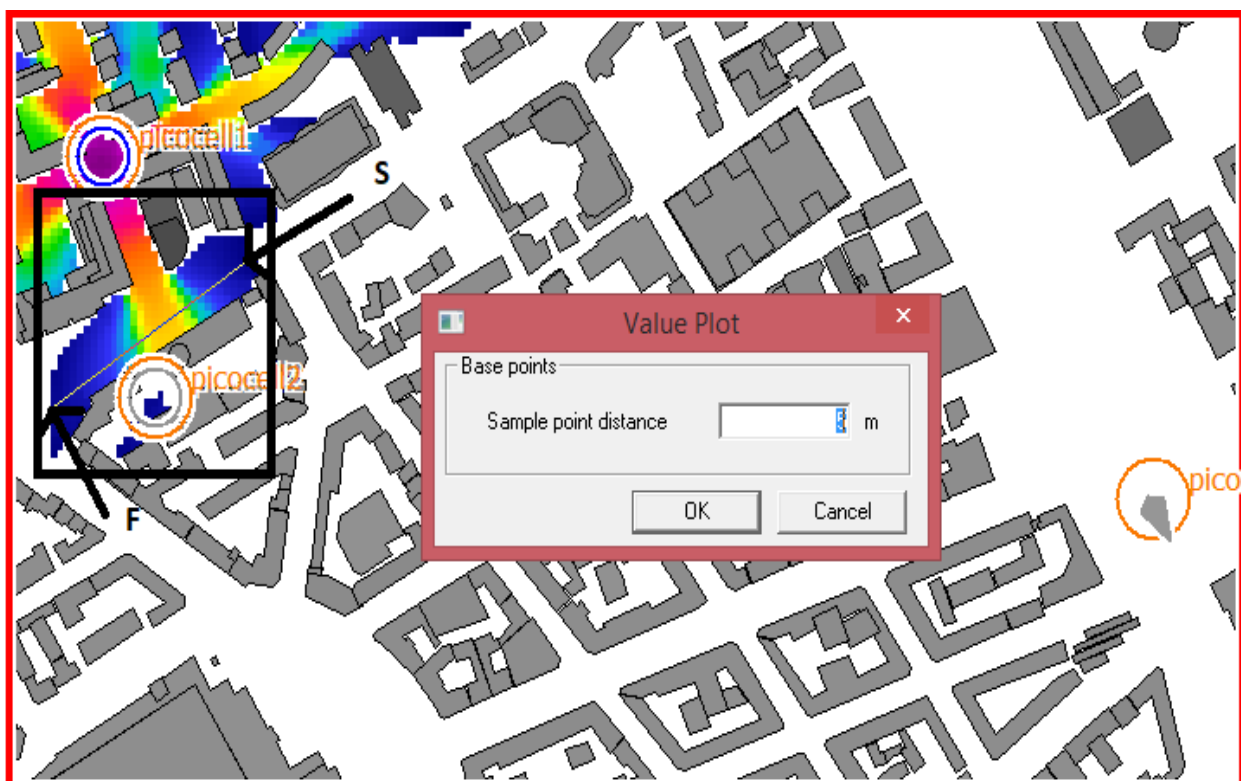 picocell1
S
Value Plot
Base points
picocell2
Sample point distance
m
pico
OK
Cancel
F